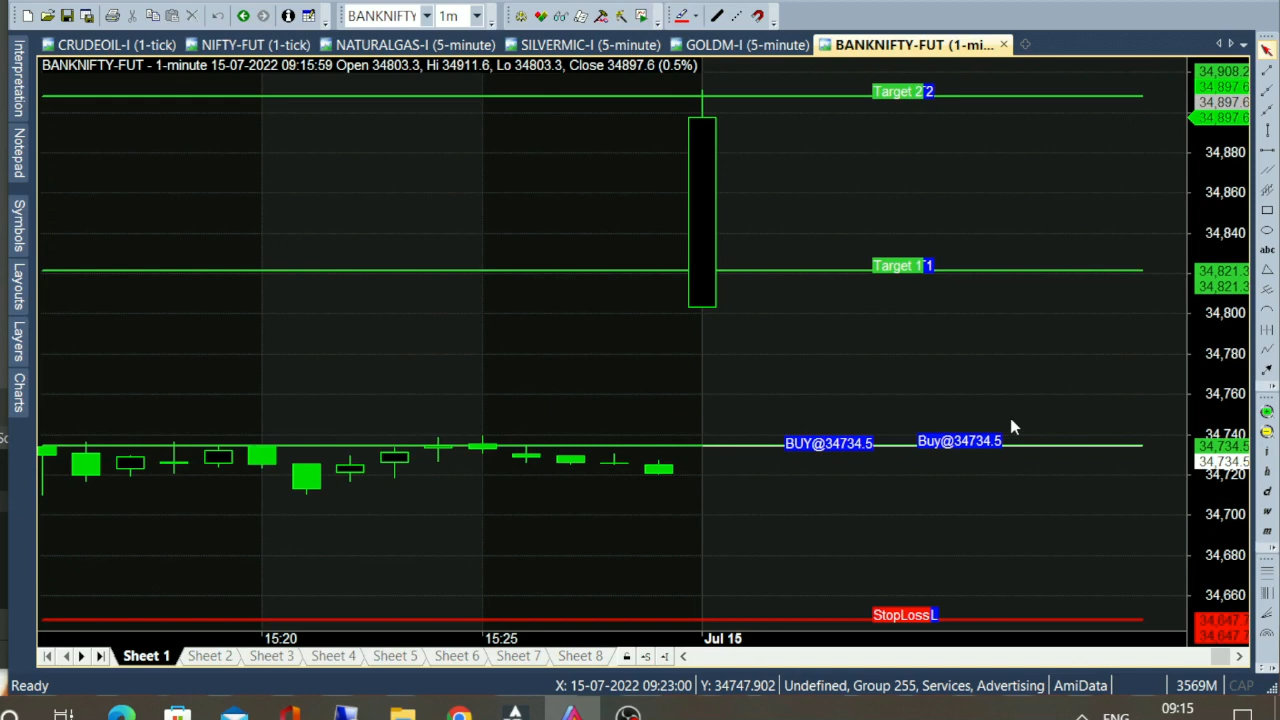 BANKNIFTY
1m
CRUDEOIL-I (1-tick)
NIFTY-FUT (1-tick)
NATURALGAS-I (5-minute)
SILVERMIC-I (5-minute)
GOLDM-I (5-minute)
BANKNIFTY-FUT (1-mi...
BANKNIFTY-FUT - 1-minute 15-07-2022 09:15:59 Open 34803.3, Hi 34911.6, Lo 34803.3, Close 34897.6 (0.5%)
Interpretation
Notepad
Symbols
Layouts
Layers
Charts
Target 2
2
Target 1
1
BUY@34734.5
Buy@34734.5
StopLoss
L
34,908.2
34,897.6
34,897.6
34,897.6
34,880
34,860
34,840
34,821.3
34,821.3
34,800
34,780
34,760
34,740
34,734.5
34,734.5
34,720
34,700
34,680
34,660
34,647.7
34,647.7
abc
i
h
d
w
m
15:20
15:25
Jul 15
Sheet 1
Sheet 2
Sheet 3
Sheet 4
Sheet 5
Sheet 6
Sheet 7
Sheet 8
Ready
X: 15-07-2022 09:23:00
Y: 34747.902
Undefined, Group 255, Services, Advertising
AmiData
3569M
CAP
ENG
09:15